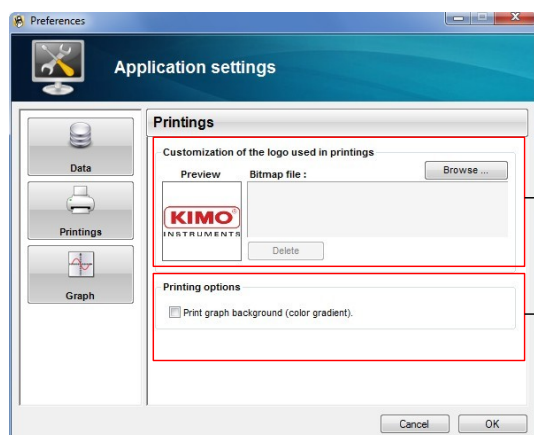 Preferences
Application settings
Data
Printings
Graph
Printings
Customization of the logo used in printings
Preview
Bitmap file :
Browse ...
KIMO®
INSTRUMENTS
Delete
Printing options
Print graph background (color gradient).
Cancel
OK